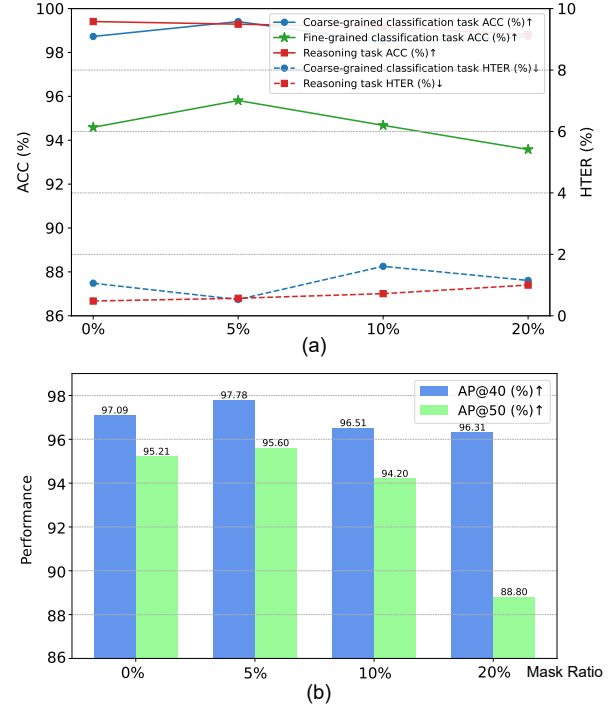 100
98
96
94
92
90
88
86
ACC (%)
10
8
6
4
2
0
HTER (%)
Coarse-grained classification task ACC (%)↑
Fine-grained classification task ACC (%)↑
Reasoning task ACC (%)↑
Coarse-grained classification task HTER (%)↓
Reasoning task HTER (%)↓
0% 5% 10% 20%
(a)
98
96
94
92
90
88
86
Performance
AP@40 (%)↑
AP@50 (%)↑
97.09
95.21
97.78
95.60
96.51
94.20
96.31
88.80
0% 5% 10% 20% Mask Ratio
(b)